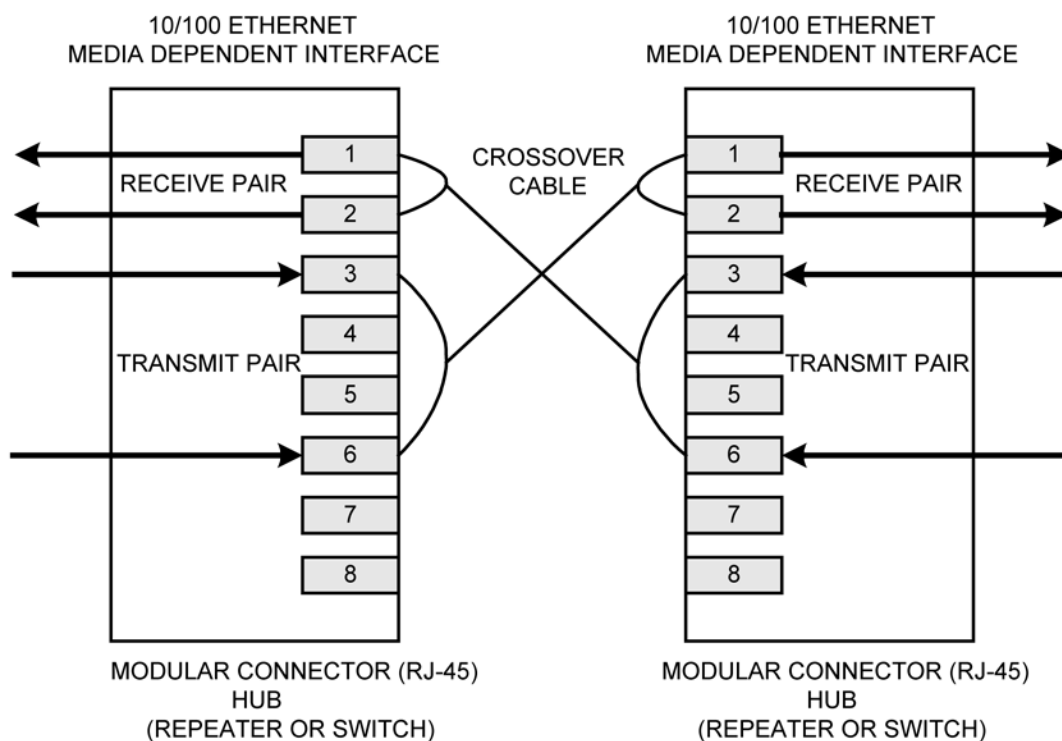 10/100 ETHERNET
MEDIA DEPENDENT INTERFACE
10/100 ETHERNET
MEDIA DEPENDENT INTERFACE
1
RECEIVE PAIR
2
3
4
TRANSMIT PAIR
5
6
7
8
CROSSOVER
CABLE
1
RECEIVE PAIR
2
3
4
TRANSMIT PAIR
5
6
7
8
MODULAR CONNECTOR (RJ-45)
HUB
(REPEATER OR SWITCH)
MODULAR CONNECTOR (RJ-45)
HUB
(REPEATER OR SWITCH)